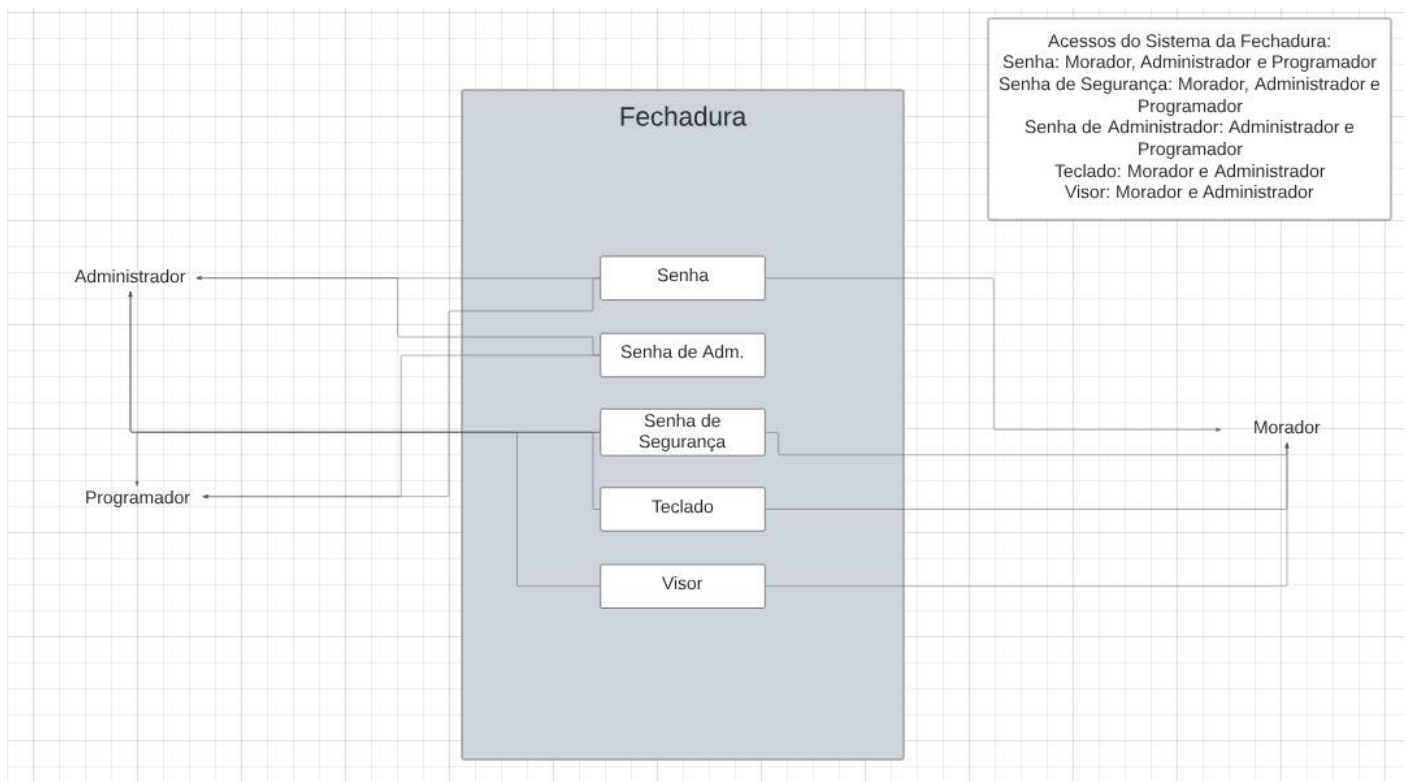 Acessos do Sistema da Fechadura:
Senha: Morador, Administrador e Programador
Senha de Segurança: Morador, Administrador e
Programador
Senha de Administrador: Administrador e
Programador
Teclado: Morador e Administrador
Visor: Morador e Administrador
Fechadura
Administrador
Senha
Senha de Adm.
Senha de
Segurança
Morador
Programador
Teclado
Visor